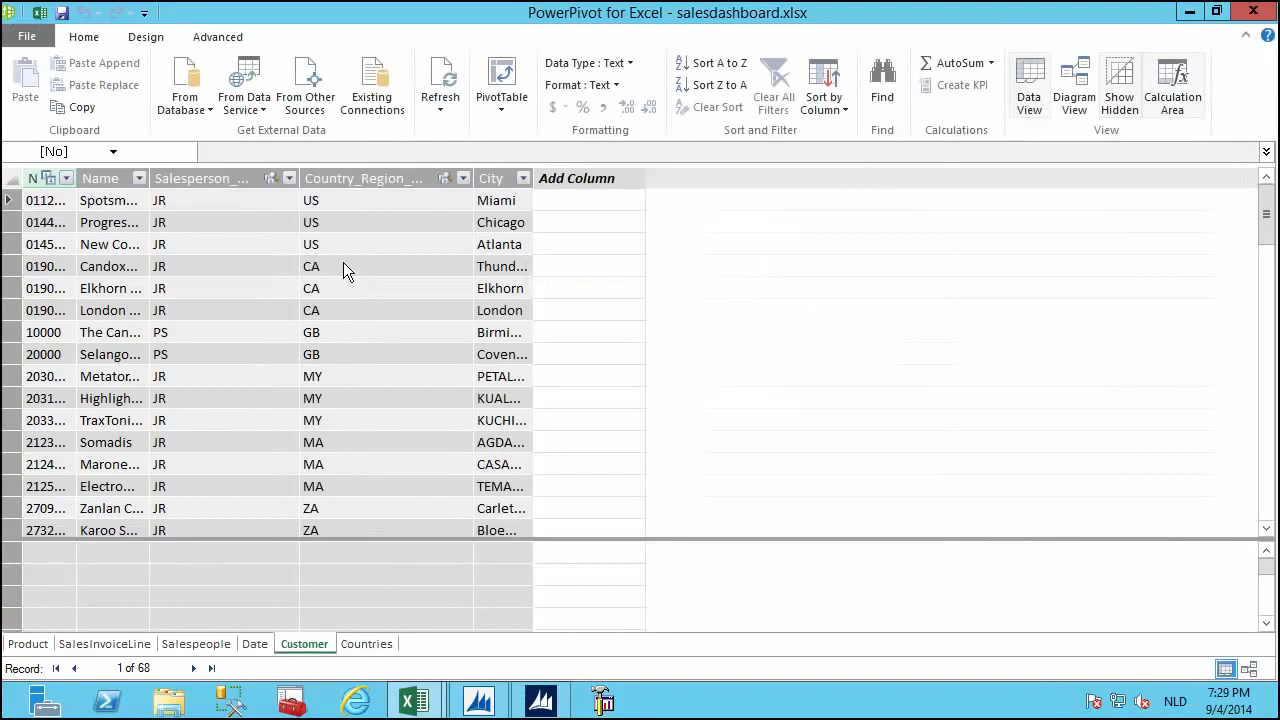 PowerPivot for Excel - salesdashboard.xlsx
File Home Design Advanced
Paste
Paste Append
Paste Replace
Copy
Clipboard
From Database
From Data Service
From Other Sources
Existing Connections
Get External Data
Refresh
PivotTable
Data Type : Text
Format : Text
$ % ,
Formatting
Sort A to Z
Sort Z to A
Clear Sort
Clear All Filters
Sort by Column
Sort and Filter
Find
Find
AutoSum
Create KPI
Calculations
Data View
Diagram View
Show Hidden
Calculation Area
View
[No]
N Name Salesperson_... Country_Region_... City Add Column
0112... Spotsm... JR US Miami
0144... Progres... JR US Chicago
0145... New Co... JR US Atlanta
0190... Candox... JR CA Thund...
0190... Elkhorn ... JR CA Elkhorn
0190... London ... JR CA London
10000 The Can... PS GB Birmi...
20000 Selango... PS GB Coven...
2030... Metator... JR MY PETAL...
2031... Highligh... JR MY KUAL...
2033... TraxToni... JR MY KUCHI...
2123... Somadis JR MA AGDA...
2124... Marone... JR MA CASA...
2125... Electro... JR MA TEMA...
2709... Zanlan C... JR ZA Carlet...
2732... Karoo S... JR ZA Bloe...
Product SalesInvoiceLine Salespeople Date Customer Countries
Record: 1 of 68
NLD
7:29 PM
9/4/2014